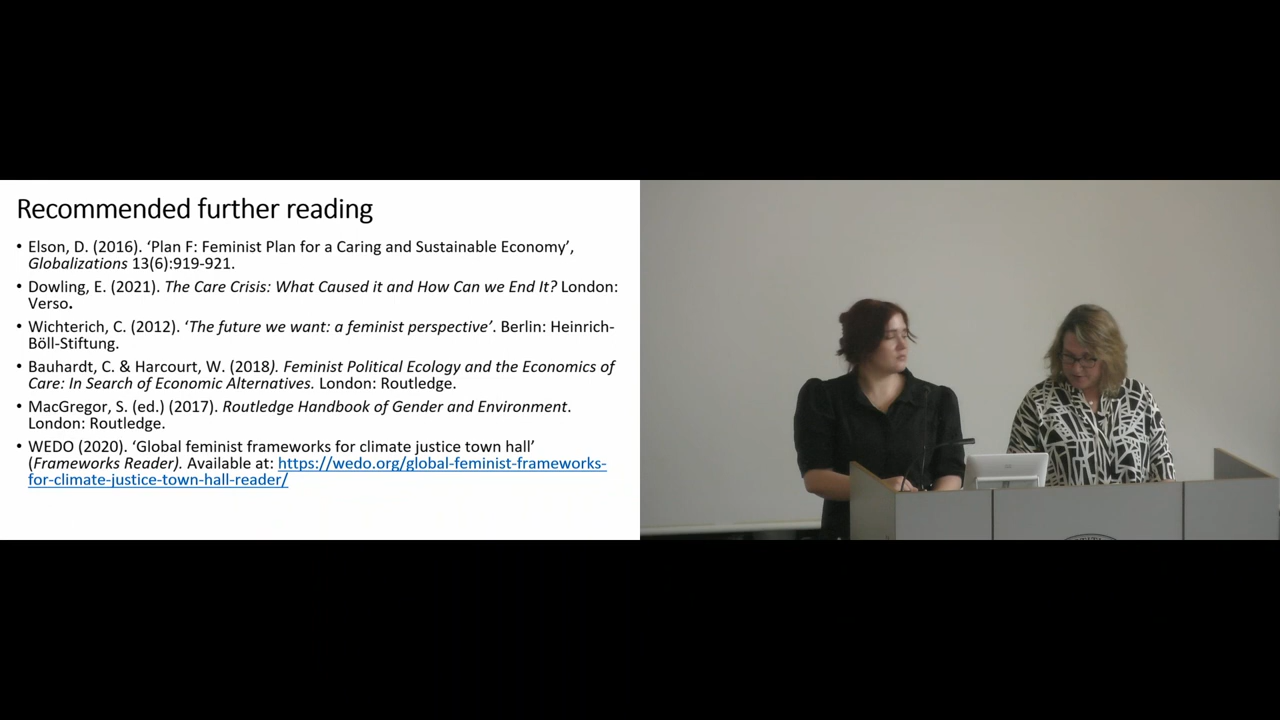 Recommended further reading
• Elson, D. (2016). ‘Plan F: Feminist Plan for a Caring and Sustainable Economy’,
Globalizations 13(6):919-921.
• Dowling, E. (2021). The Care Crisis: What Caused it and How Can we End It? London:
Verso.
• Wichterich, C. (2012). ‘The future we want: a feminist perspective’. Berlin: Heinrich-
Böll-Stiftung.
• Bauhardt, C. & Harcourt, W. (2018). Feminist Political Ecology and the Economics of
Care: In Search of Economic Alternatives. London: Routledge.
• MacGregor, S. (ed.) (2017). Routledge Handbook of Gender and Environment.
London: Routledge.
• WEDO (2020). ‘Global feminist frameworks for climate justice town hall’
(Frameworks Reader). Available at: https://wedo.org/global-feminist-frameworks-
for-climate-justice-town-hall-reader/